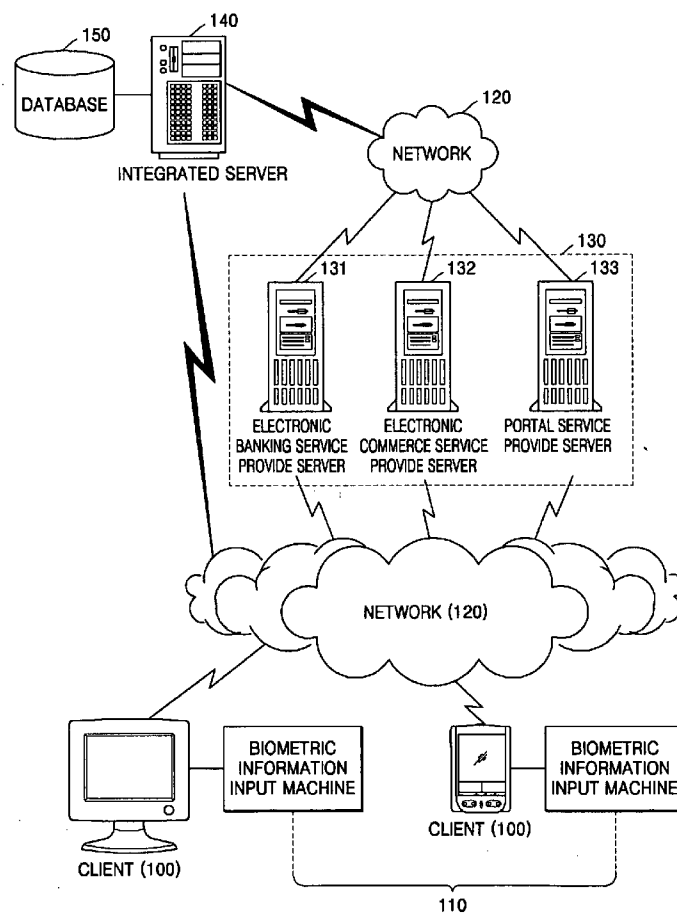 150
140
DATABASE
INTEGRATED SERVER
120
NETWORK
130
131
132
133
ELECTRONIC
BANKING SERVICE
PROVIDE SERVER
ELECTRONIC
COMMERCE SERVICE
PROVIDE SERVER
PORTAL SERVICE
PROVIDE SERVER
NETWORK (120)
BIOMETRIC
INFORMATION
INPUT MACHINE
CLIENT (100)
BIOMETRIC
INFORMATION
INPUT MACHINE
CLIENT (100)
110